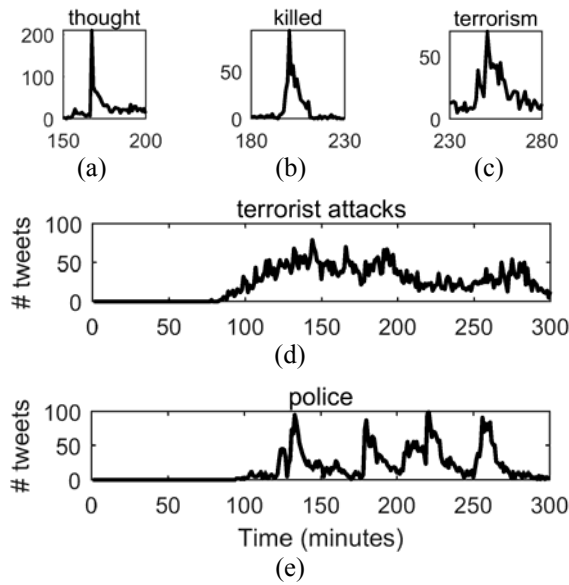 thought killed terrorism
200
100
0
150 200
50
0
180 230
50
0
230 280
(a) (b) (c)
terrorist attacks
# tweets
100
50
0
0 50 100 150 200 250 300
(d)
police
# tweets
100
50
0
0 50 100 150 200 250 300
Time (minutes)
(e)